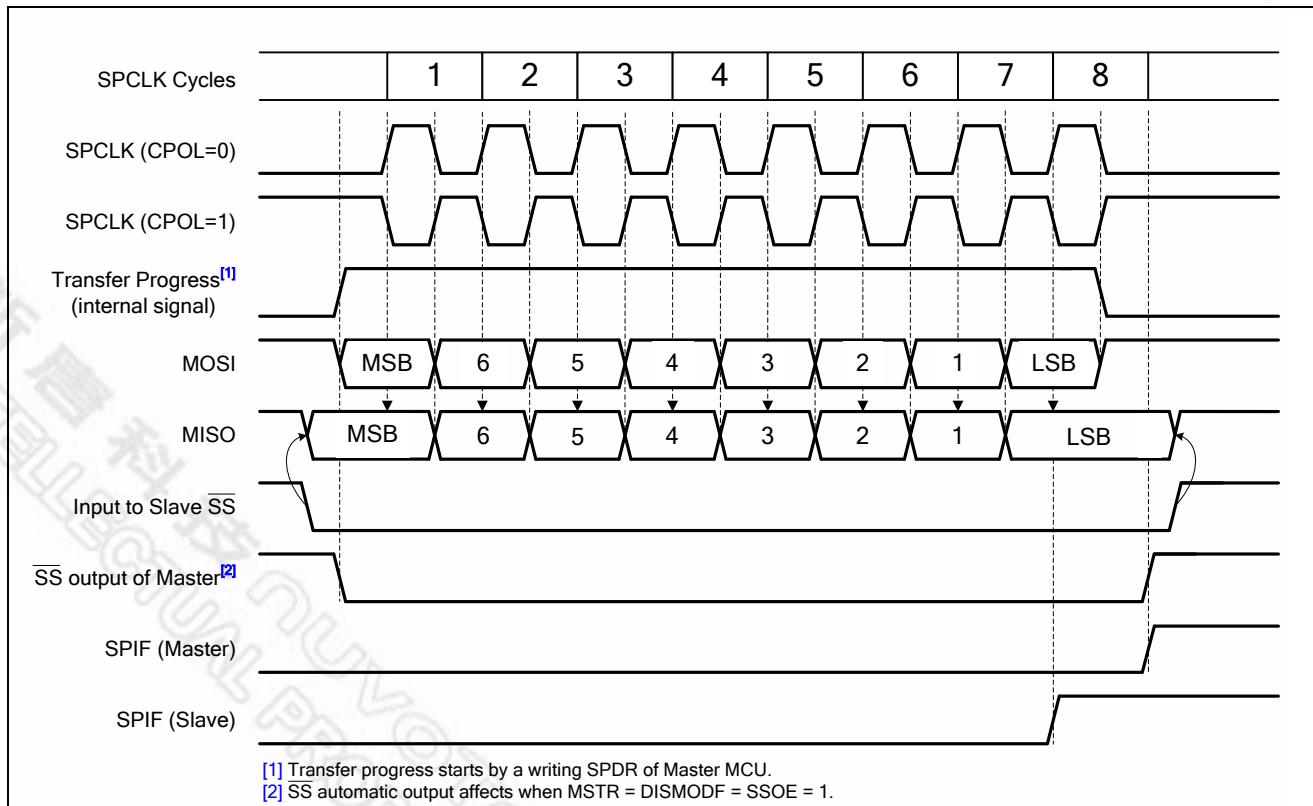 SPCLK Cycles 1 2 3 4 5 6 7 8
SPCLK (CPOL=0)
SPCLK (CPOL=1)
Transfer Progress[1]
(internal signal)
MOSI MSB 6 5 4 3 2 1 LSB
MISO MSB 6 5 4 3 2 1 LSB
Input to Slave SS
SS output of Master[2]
SPIF (Master)
SPIF (Slave)
[1] Transfer progress starts by a writing SPDR of Master MCU.
[2] SS automatic output affects when MSTR = DISMODF = SSOE = 1.